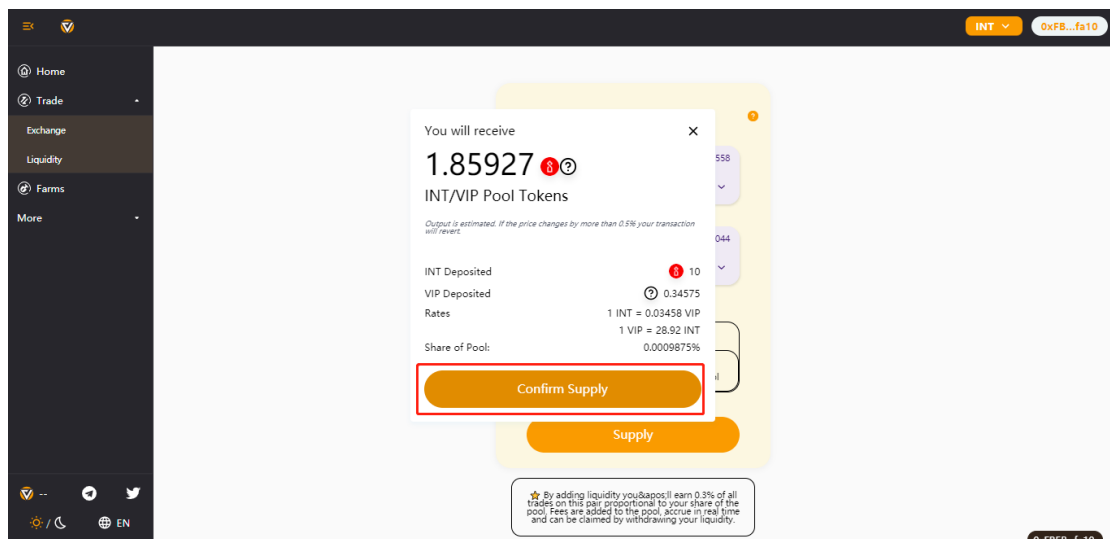 INT
0xFB...fa10
Home
Trade
Exchange
Liquidity
Farms
More
--
/
EN
You will receive
1.85927
INT/VIP Pool Tokens
Output is estimated. If the price changes by more than 0.5% your transaction
will revert.
INT Deposited 10
VIP Deposited 0.34575
Rates 1 INT = 0.03458 VIP
1 VIP = 28.92 INT
Share of Pool: 0.0009875%
Confirm Supply
558
044
Supply
By adding liquidity you&apos;ll earn 0.3% of all
trades on this pair proportional to your share of the
pool. Fees are added to the pool, accrue in real time
and can be claimed by withdrawing your liquidity.